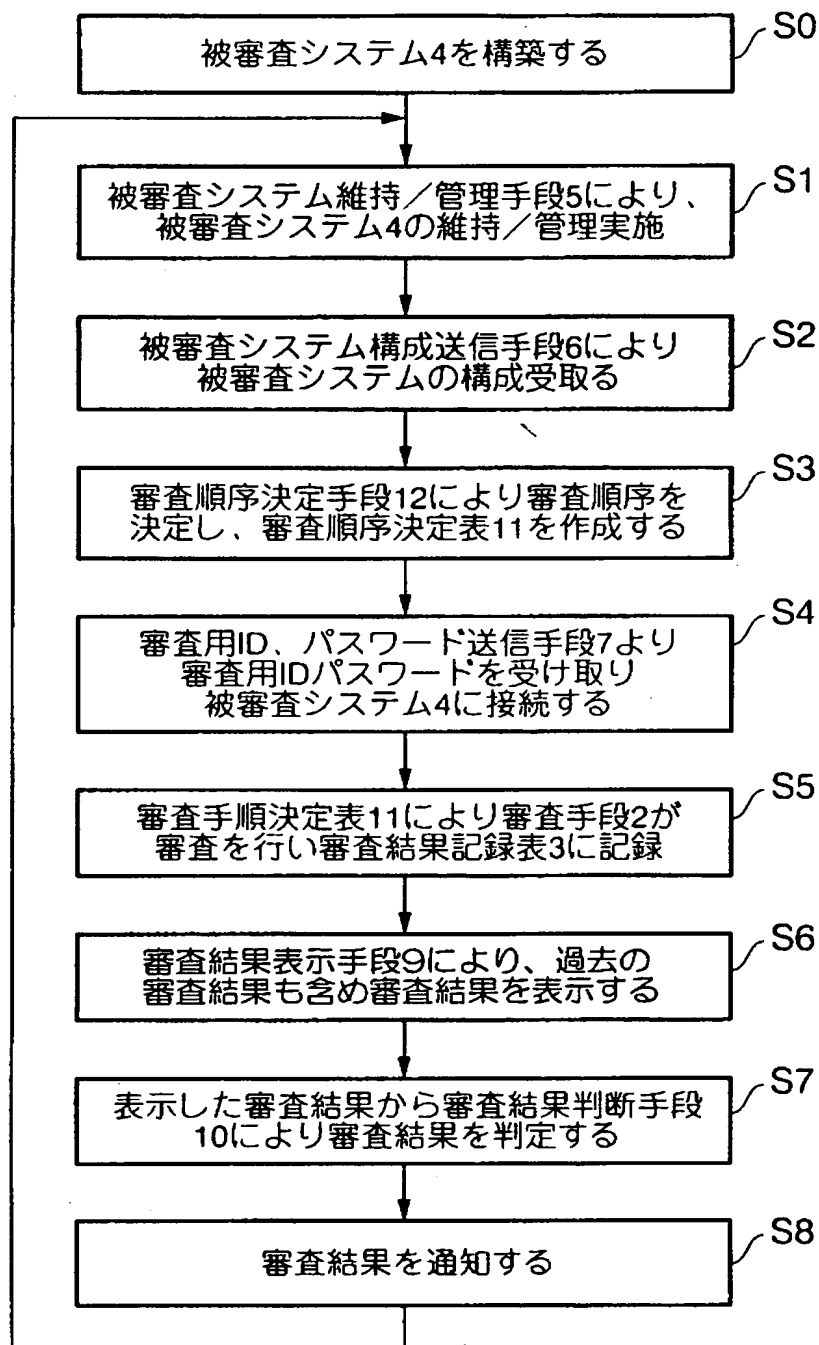 S0
被審査システム4を構築する
S1
被審査システム維持／管理手段5により、
被審査システム4の維持／管理実施
S2
被審査システム構成送信手段6により
被審査システムの構成受取る
S3
審査順序決定手段12により審査順序を
決定し、審査順序決定表11を作成する
S4
審査用ID、パスワード送信手段7より
審査用IDパスワードを受け取り
被審査システム4に接続する
S5
審査手順決定表11により審査手段2が
審査を行い審査結果記録表3に記録
S6
審査結果表示手段9により、過去の
審査結果も含め審査結果を表示する
S7
表示した審査結果から審査結果判断手段
10により審査結果を判定する
S8
審査結果を通知する